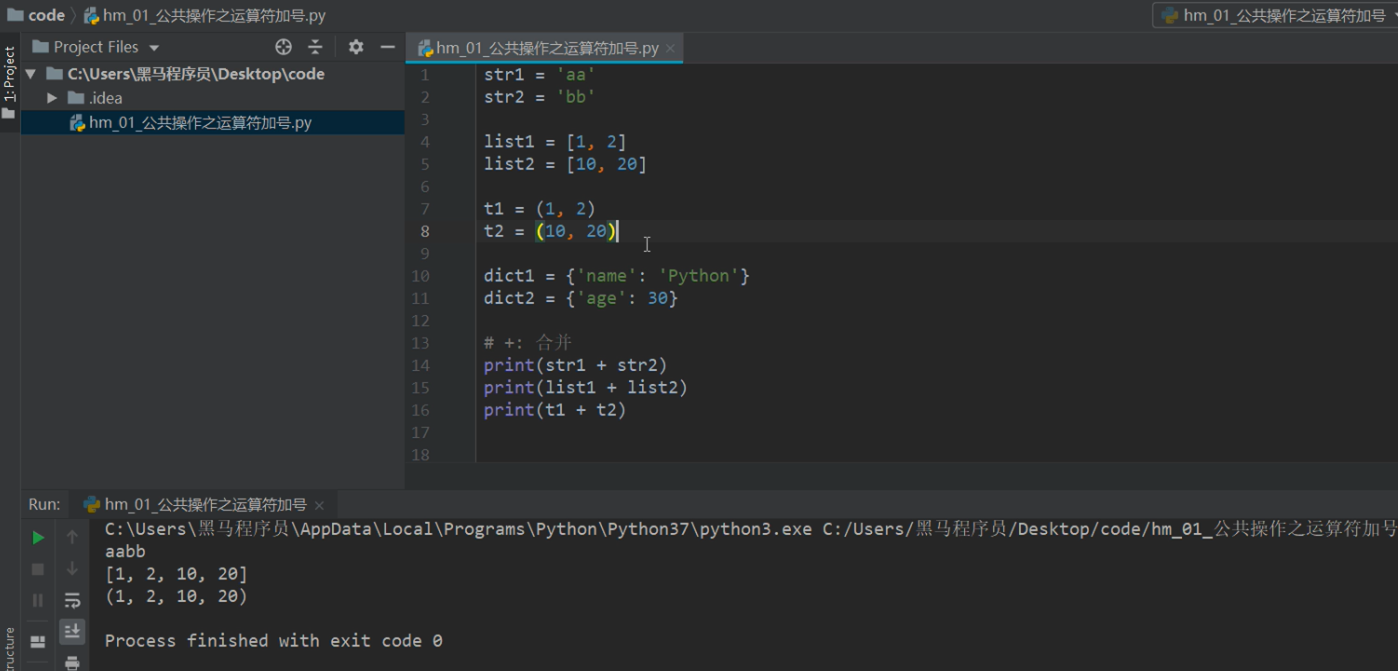 code
hm_01_公共操作之运算符加号.py
hm_01_公共操作之运算符加号
1: Project
Project Files
C:\Users\黑马程序员\Desktop\code
.idea
hm_01_公共操作之运算符加号.py
hm_01_公共操作之运算符加号.py
1 str1 = 'aa'
2 str2 = 'bb'
3
4 list1 = [1, 2]
5 list2 = [10, 20]
6
7 t1 = (1, 2)
8 t2 = (10, 20)
9
10 dict1 = {'name': 'Python'}
11 dict2 = {'age': 30}
12
13 # +: 合并
14 print(str1 + str2)
15 print(list1 + list2)
16 print(t1 + t2)
17
18
Run:
hm_01_公共操作之运算符加号
C:\Users\黑马程序员\AppData\Local\Programs\Python\Python37\python3.exe C:/Users/黑马程序员/Desktop/code/hm_01_公共操作之运算符加号
aabb
[1, 2, 10, 20]
(1, 2, 10, 20)
Process finished with exit code 0
ructure